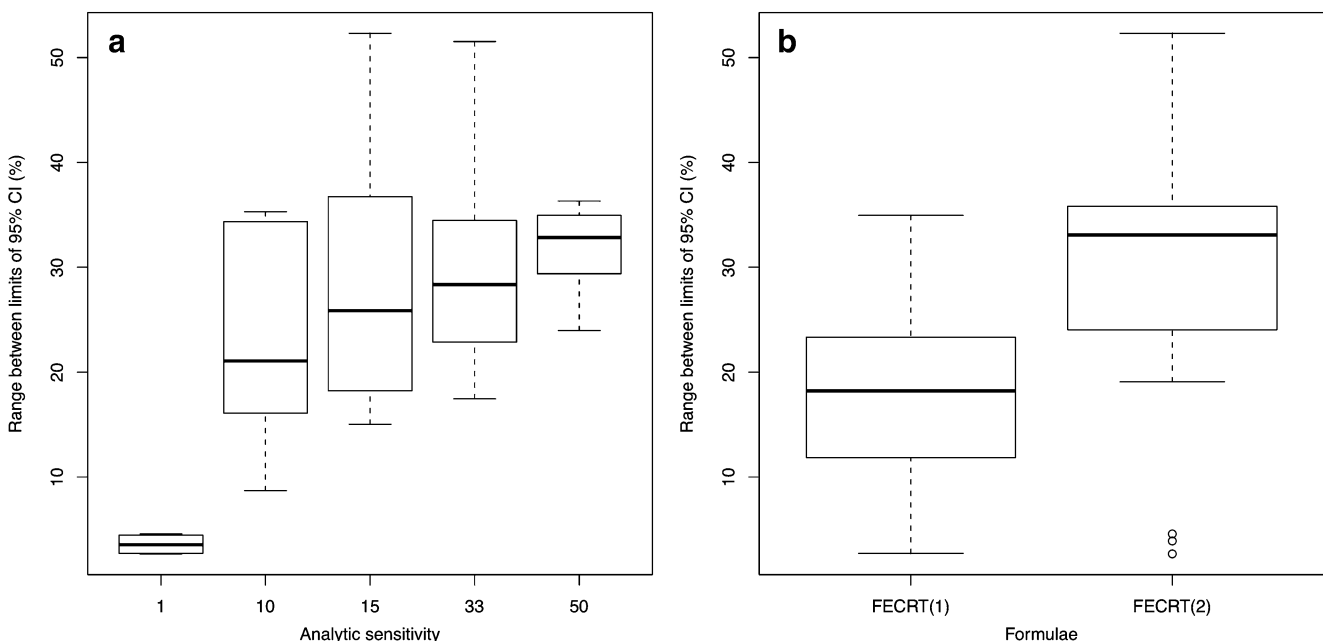 a
Range between limits of 95% CI (%)
50
40
30
20
10
1 10 15 33 50
Analytic sensitivity
b
Range between limits of 95% CI (%)
50
40
30
20
10
FECRT(1) FECRT(2)
Formulae